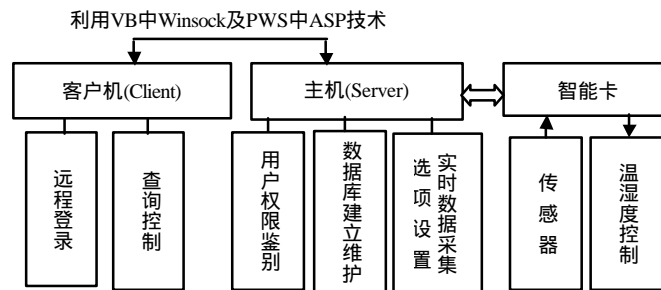 利用VB中Winsock及PWS中ASP技术
客户机(Client)
主机(Server)
智能卡
远程登录
查询控制
用户权限鉴别
数据库建立维护
选项设置
实时数据采集
传感器
温湿度控制